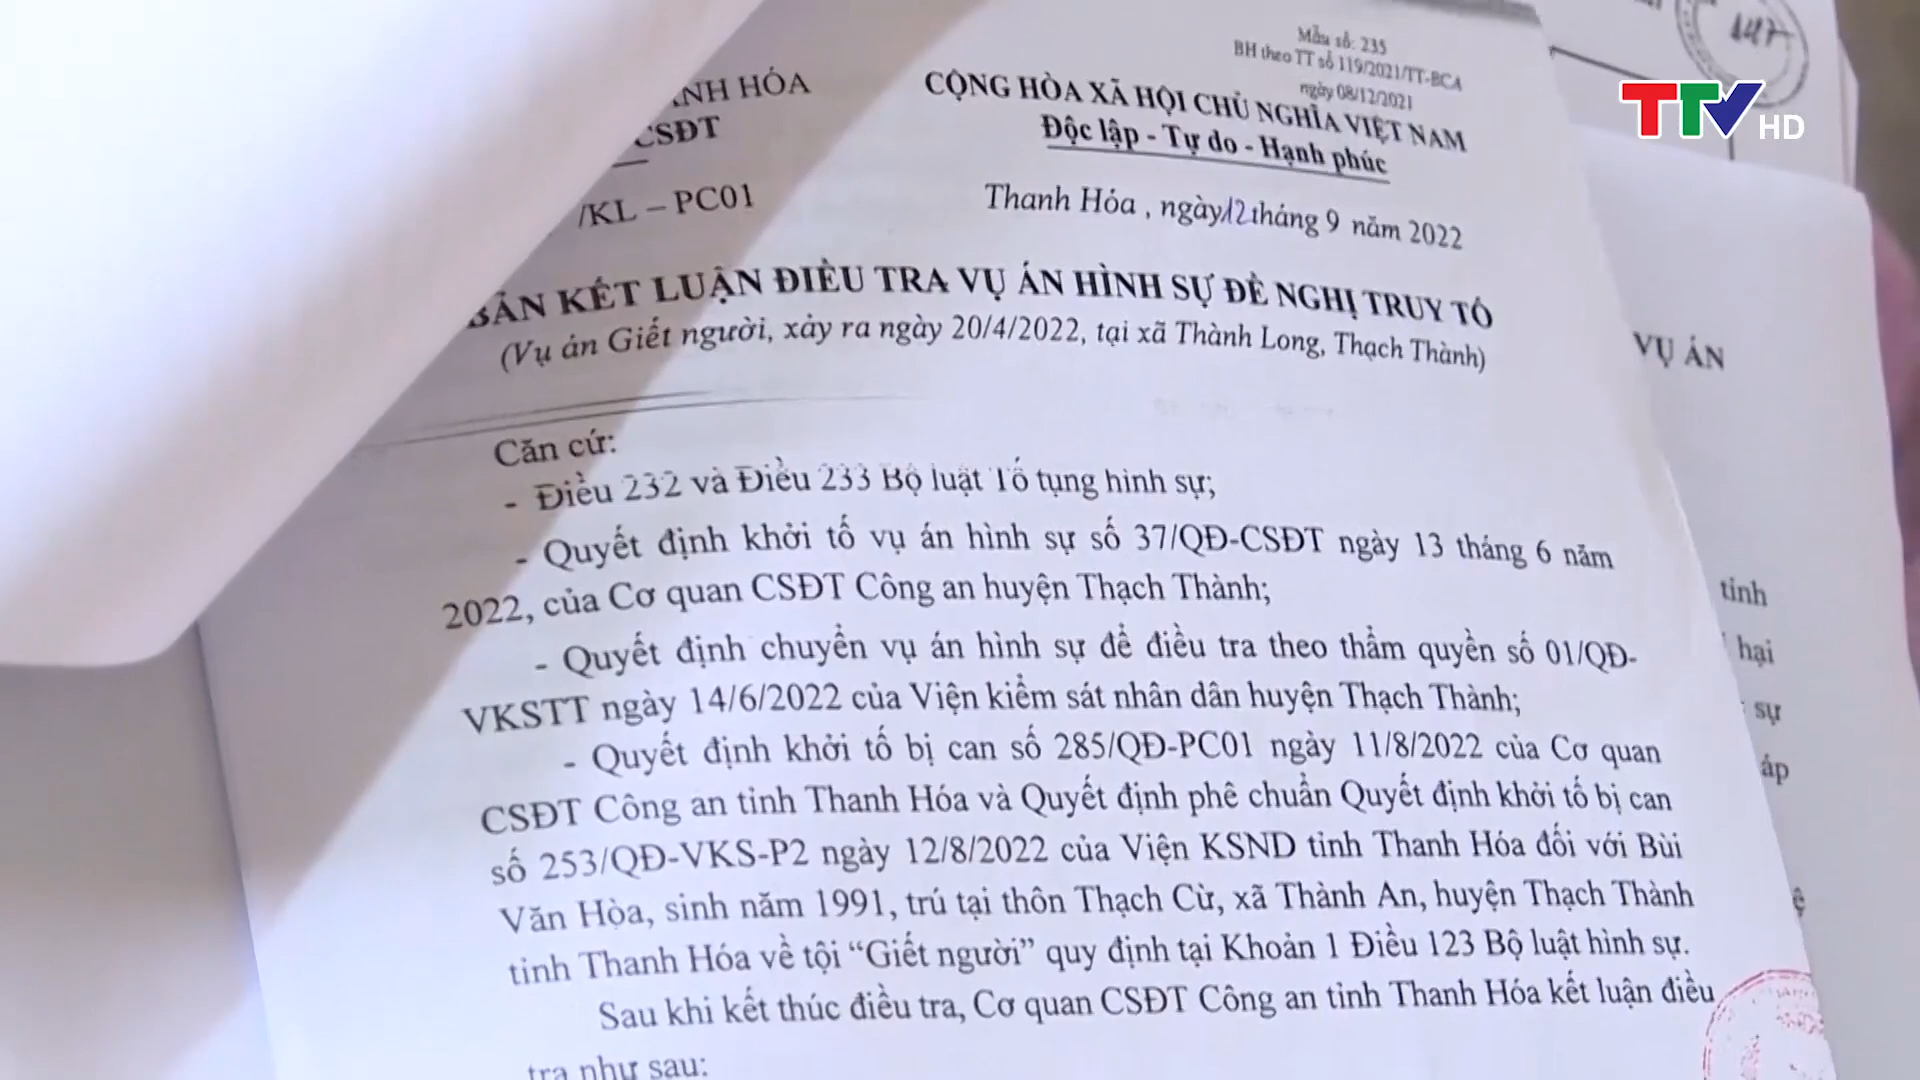 Mẫu số: 235
BH theo TT số 119/2021/TT-BCA
ngày 08/12/2021
ANH HÓA
CSĐT
/KL – PC01
CỘNG HÒA XÃ HỘI CHỦ NGHĨA VIỆT NAM
Độc lập - Tự do - Hạnh phúc
Thanh Hóa , ngày 12 tháng 9 năm 2022
BẢN KẾT LUẬN ĐIỀU TRA VỤ ÁN HÌNH SỰ ĐỀ NGHỊ TRUY TỐ
(Vụ án Giết người, xảy ra ngày 20/4/2022, tại xã Thành Long, Thạch Thành)
Căn cứ:
- Điều 232 và Điều 233 Bộ luật Tố tụng hình sự;
- Quyết định khởi tố vụ án hình sự số 37/QĐ-CSĐT ngày 13 tháng 6 năm
2022, của Cơ quan CSĐT Công an huyện Thạch Thành;
- Quyết định chuyển vụ án hình sự để điều tra theo thẩm quyền số 01/QĐ-
VKSTT ngày 14/6/2022 của Viện kiểm sát nhân dân huyện Thạch Thành;
- Quyết định khởi tố bị can số 285/QĐ-PC01 ngày 11/8/2022 của Cơ quan
CSĐT Công an tỉnh Thanh Hóa và Quyết định phê chuẩn Quyết định khởi tố bị can
số 253/QĐ-VKS-P2 ngày 12/8/2022 của Viện KSND tỉnh Thanh Hóa đối với Bùi
Văn Hòa, sinh năm 1991, trú tại thôn Thạch Cừ, xã Thành An, huyện Thạch Thành
tỉnh Thanh Hóa về tội “Giết người” quy định tại Khoản 1 Điều 123 Bộ luật hình sự.
Sau khi kết thúc điều tra, Cơ quan CSĐT Công an tỉnh Thanh Hóa kết luận điều
tra như sau:
VỤ ÁN
tỉnh
hại
sự
áp
TTV HD